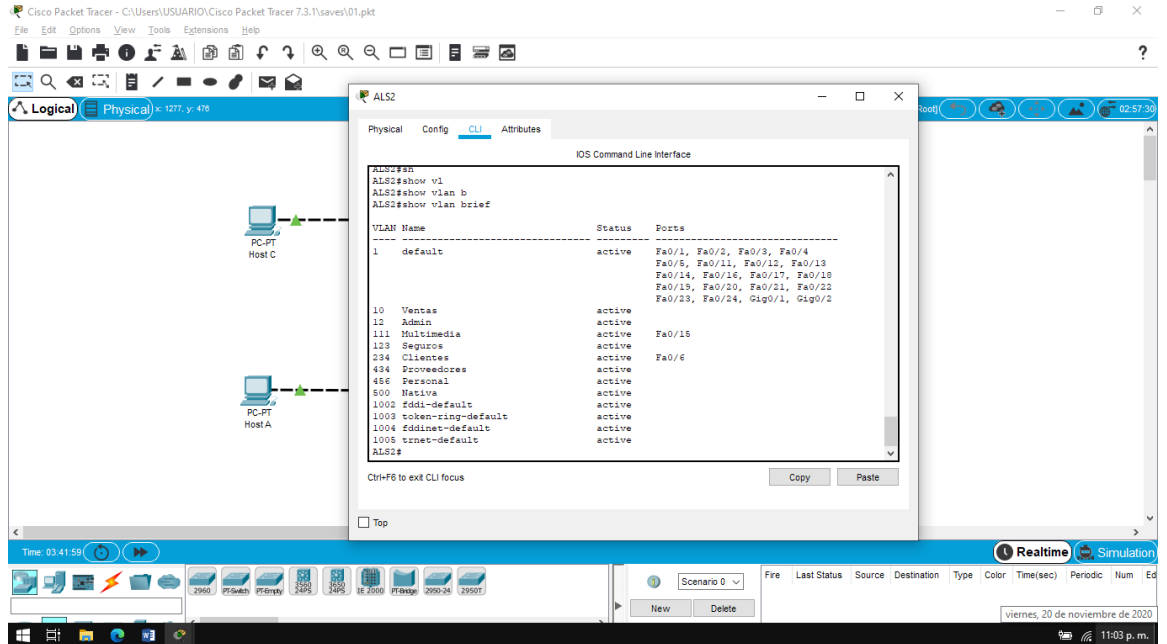 Cisco Packet Tracer - C:\Users\USUARIO\Cisco Packet Tracer 7.3.1\saves\01.pkt
File Edit Options View Tools Extensions Help
?
Logical Physical x: 1277, y: 476
Root] 02:57:30
PC-PT
Host C
PC-PT
Host A
ALS2
Physical Config CLI Attributes
IOS Command Line Interface
ALS2#sh
ALS2#show vl
ALS2#show vlan b
ALS2#show vlan brief
VLAN Name Status Ports
---- -------------------------------- --------- -------------------------------
1 default active Fa0/1, Fa0/2, Fa0/3, Fa0/4
Fa0/5, Fa0/11, Fa0/12, Fa0/13
Fa0/14, Fa0/16, Fa0/17, Fa0/18
Fa0/19, Fa0/20, Fa0/21, Fa0/22
Fa0/23, Fa0/24, Gig0/1, Gig0/2
10 Ventas active
12 Admin active
111 Multimedia active Fa0/15
123 Seguros active
234 Clientes active Fa0/6
434 Proveedores active
456 Personal active
500 Nativa active
1002 fddi-default active
1003 token-ring-default active
1004 fddinet-default active
1005 trnet-default active
ALS2#
Ctrl+F6 to exit CLI focus
Copy Paste
Top
Time: 03:41:59
Realtime Simulation
2960 PT-Switch PT-Empty 3560 24PS 3650 24PS IE 2000 PT-Bridge 2950-24 2950T
Scenario 0
New Delete
Fire Last Status Source Destination Type Color Time(sec) Periodic Num Ed
viernes, 20 de noviembre de 2020
11:03 p. m.